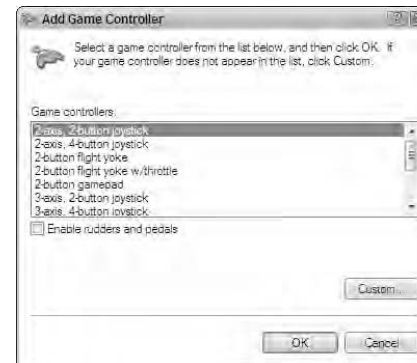 Add Game Controller
Select a game controller from the list below, and then click OK. If
your game controller does not appear in the list, click Custom.
Game controllers:
2-axis, 2-button joystick
2-axis, 4-button joystick
2-button flight yoke
2-button flight yoke w/throttle
2-button gamepad
3-axis, 2-button joystick
3-axis, 4-button joystick
Enable rudders and pedals
Custom...
OK
Cancel